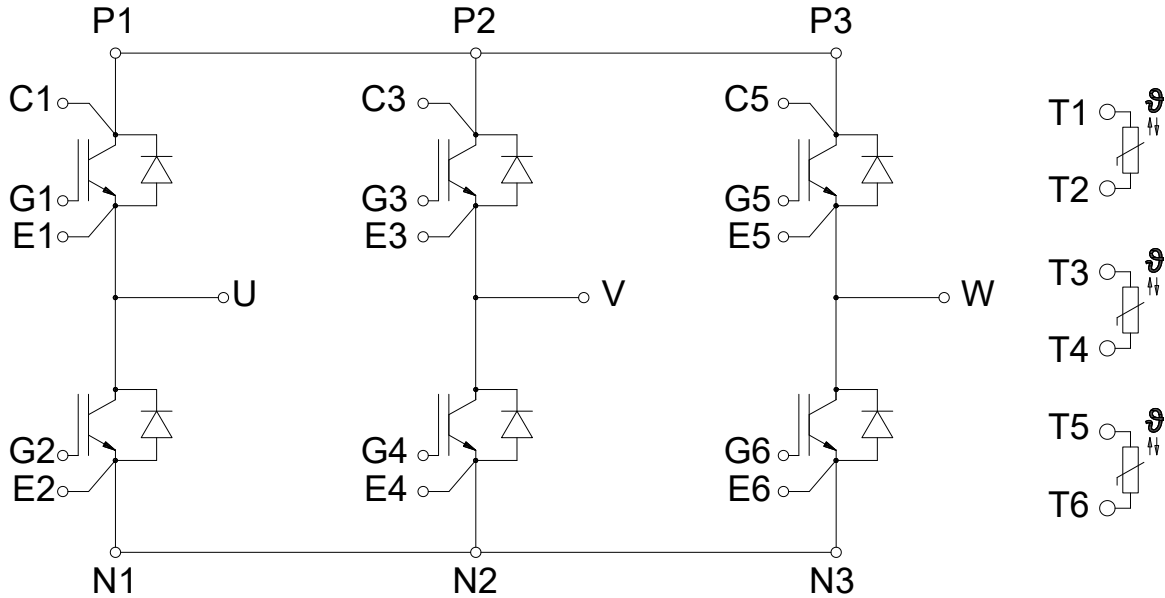 P1 P2 P3
C1 C3 C5
T1 ϑ
G1 G3 G5 T2
E1 E3 E5
T3 ϑ
U V W
T4
T5 ϑ
G2 G4 G6
E2 E4 E6 T6
N1 N2 N3